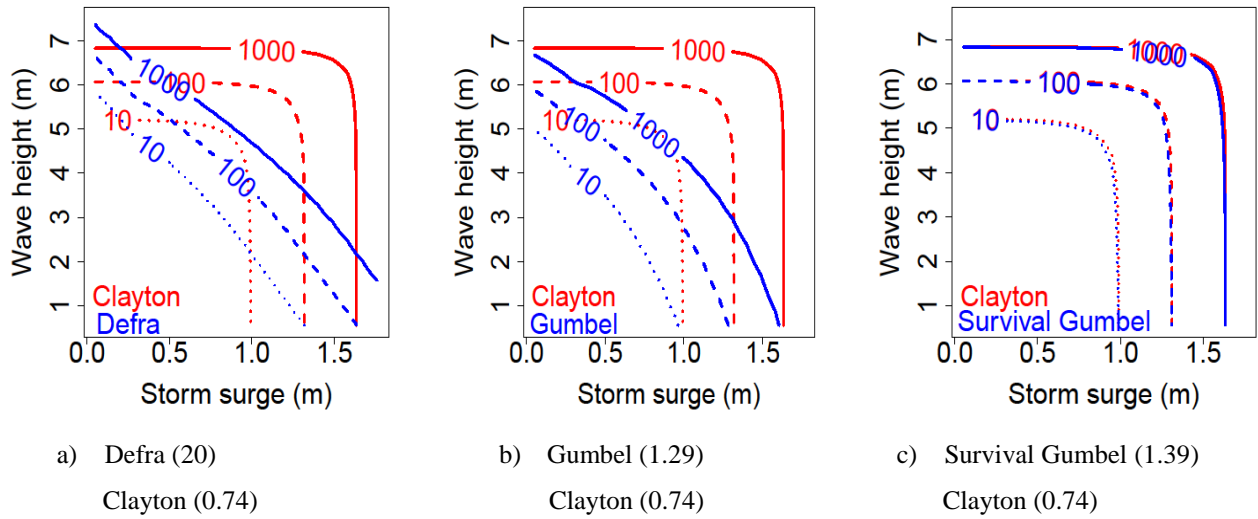 Wave height (m)
7
6
5
4
3
2
1
1000
1000
100
100
10
10
Clayton
Defra
0.0 0.5 1.0 1.5
Storm surge (m)
Wave height (m)
7
6
5
4
3
2
1
1000
1000
100
100
10
10
Clayton
Gumbel
0.0 0.5 1.0 1.5
Storm surge (m)
Wave height (m)
7
6
5
4
3
2
1
1000
1000
100
100
10
10
Clayton
Survival Gumbel
0.0 0.5 1.0 1.5
Storm surge (m)
a) Defra (20)
Clayton (0.74)
b) Gumbel (1.29)
Clayton (0.74)
c) Survival Gumbel (1.39)
Clayton (0.74)